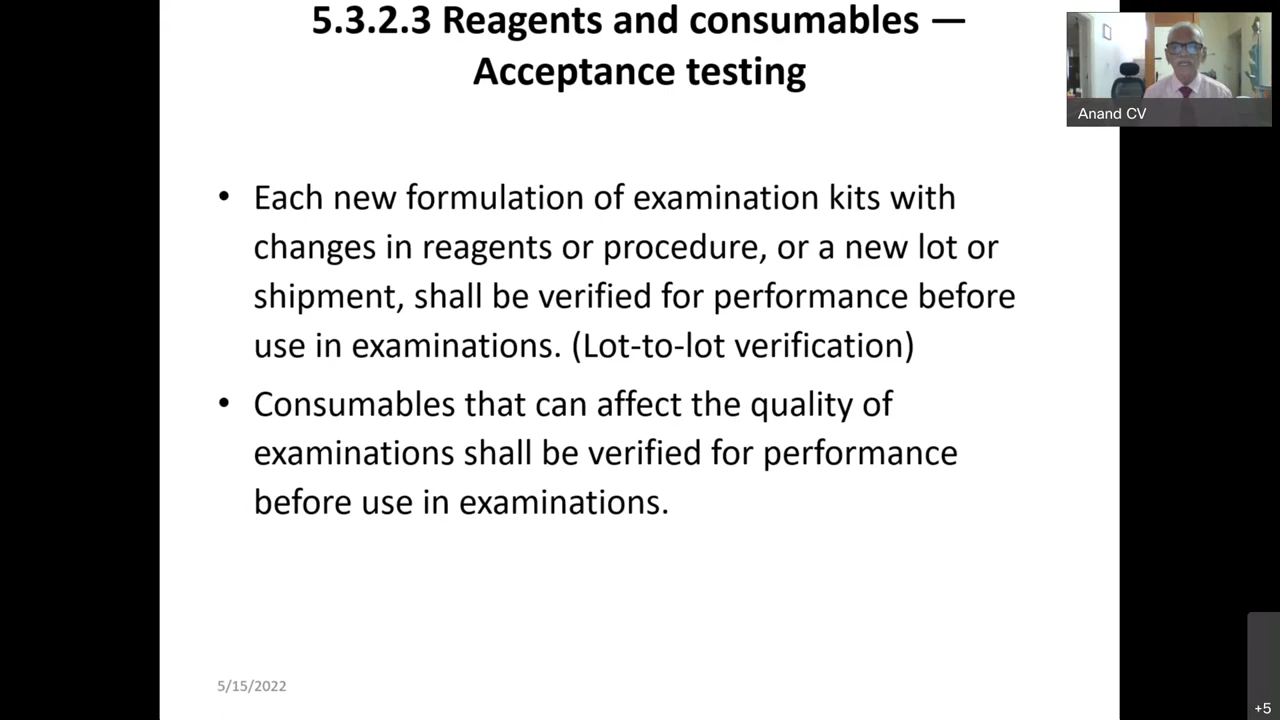 5.3.2.3 Reagents and consumables —
Acceptance testing
Anand CV
• Each new formulation of examination kits with
changes in reagents or procedure, or a new lot or
shipment, shall be verified for performance before
use in examinations. (Lot-to-lot verification)
• Consumables that can affect the quality of
examinations shall be verified for performance
before use in examinations.
5/15/2022
+5